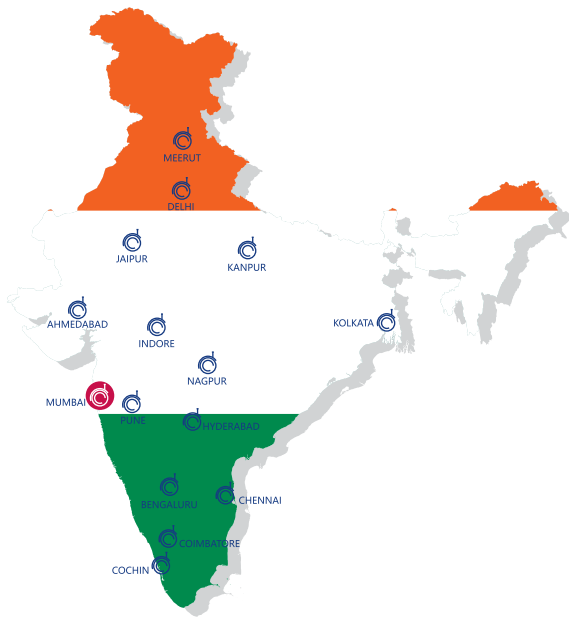 MEERUT
DELHI
JAIPUR
KANPUR
AHMEDABAD
KOLKATA
INDORE
NAGPUR
MUMBAI
PUNE
HYDERABAD
BENGALURU
CHENNAI
COIMBATORE
COCHIN